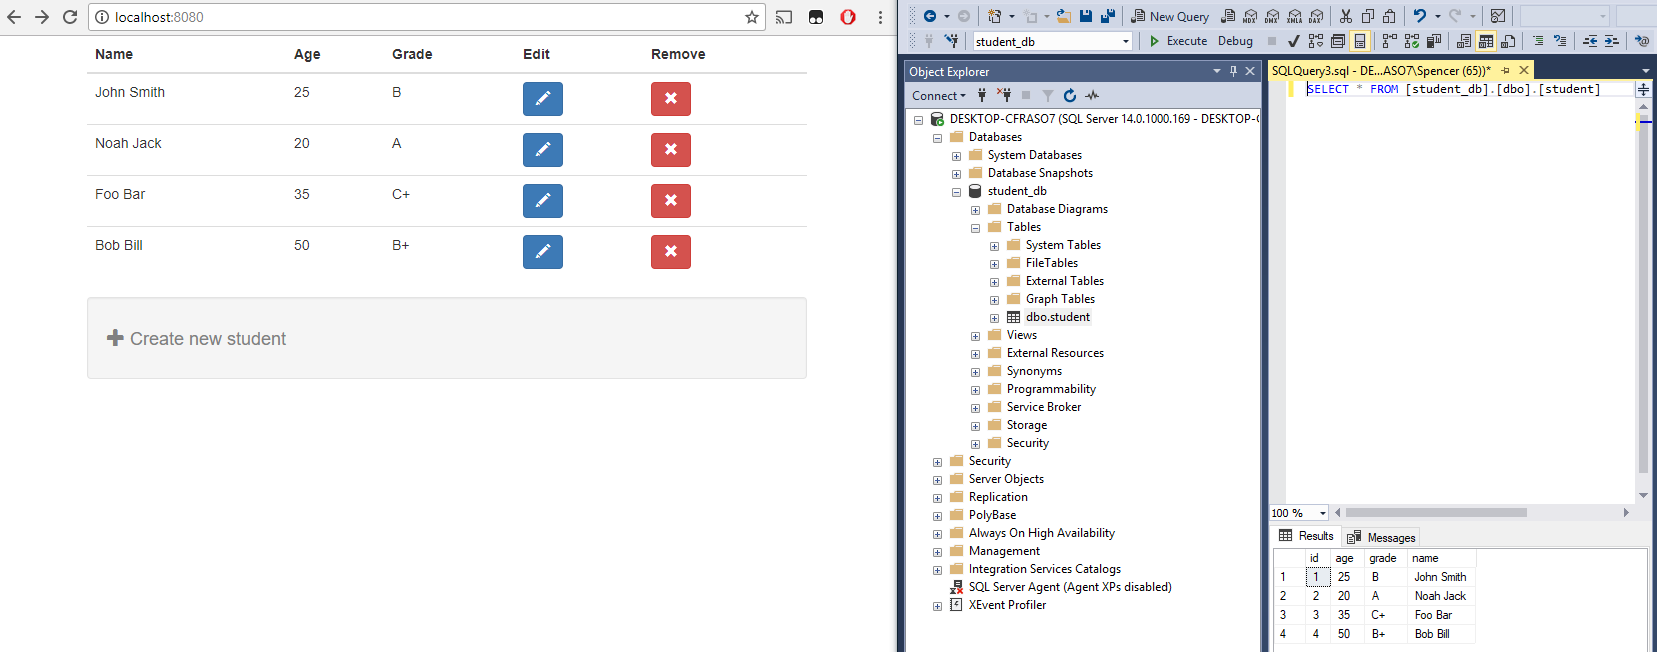 localhost:8080
Name Age Grade Edit Remove
John Smith 25 B
Noah Jack 20 A
Foo Bar 35 C+
Bob Bill 50 B+
Create new student
New Query
MDX DMX XMLA DAX
student_db Execute Debug
Object Explorer
Connect
DESKTOP-CFRASO7 (SQL Server 14.0.1000.169 - DESKTOP-C
Databases
System Databases
Database Snapshots
student_db
Database Diagrams
Tables
System Tables
FileTables
External Tables
Graph Tables
dbo.student
Views
External Resources
Synonyms
Programmability
Service Broker
Storage
Security
Security
Server Objects
Replication
PolyBase
Always On High Availability
Management
Integration Services Catalogs
SQL Server Agent (Agent XPs disabled)
XEvent Profiler
SQLQuery3.sql - DE...ASO7\Spencer (65))*
SELECT * FROM [student_db].[dbo].[student]
100 %
Results Messages
id age grade name
1 1 25 B John Smith
2 2 20 A Noah Jack
3 3 35 C+ Foo Bar
4 4 50 B+ Bob Bill